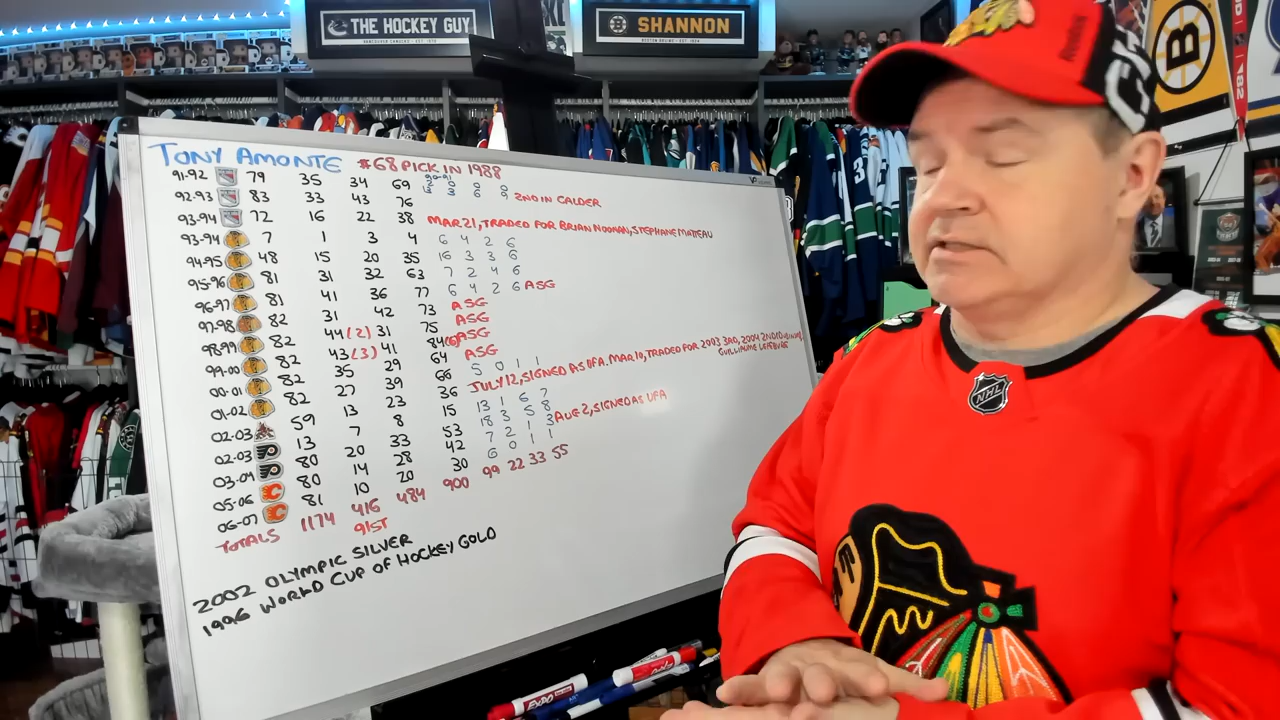 THE HOCKEY GUY
VANCOUVER CANUCKS - EST. 1970
SHANNON
TONY AMONTE #68 PICK IN 1988
90-91
91-92 79 35 34 69
92-93 83 33 43 76 2ND IN CALDER
93-94 72 16 22 38 MAR 21, TRADED FOR BRIAN NOONAN, STEPHANE MATTEAU
93-94 7 1 3 4 6 4 2 6
94-95 48 15 20 35 16 3 3 6
95-96 81 31 32 63 7 2 4 6
96-97 81 41 36 77 6 4 2 6 ASG
97-98 82 31 42 73 ASG
98-99 82 44(2) 31 75 ASG
99-00 82 43(3) 41 84(6) ASG
00-01 82 35 29 64 ASG
01-02 82 27 39 66 5 0 1 1
02-03 59 13 23 36 JULY 12, SIGNED AS UFA. MAR 10, TRADED FOR 2003 3RD, 2004 2ND
GUILLAUME LEFEBVRE
02-03 13 7 8 15 13 1 6 7
03-04 80 20 33 53 18 3 5 8 AUG 2, SIGNED AS UFA
05-06 80 14 28 42 7 2 1 3
06-07 81 10 20 30 6 0 1 1
TOTALS 1174 416 484 900 99 22 33 55
91ST
2002 OLYMPIC SILVER
1996 WORLD CUP OF HOCKEY GOLD
NHL
EXPO
B